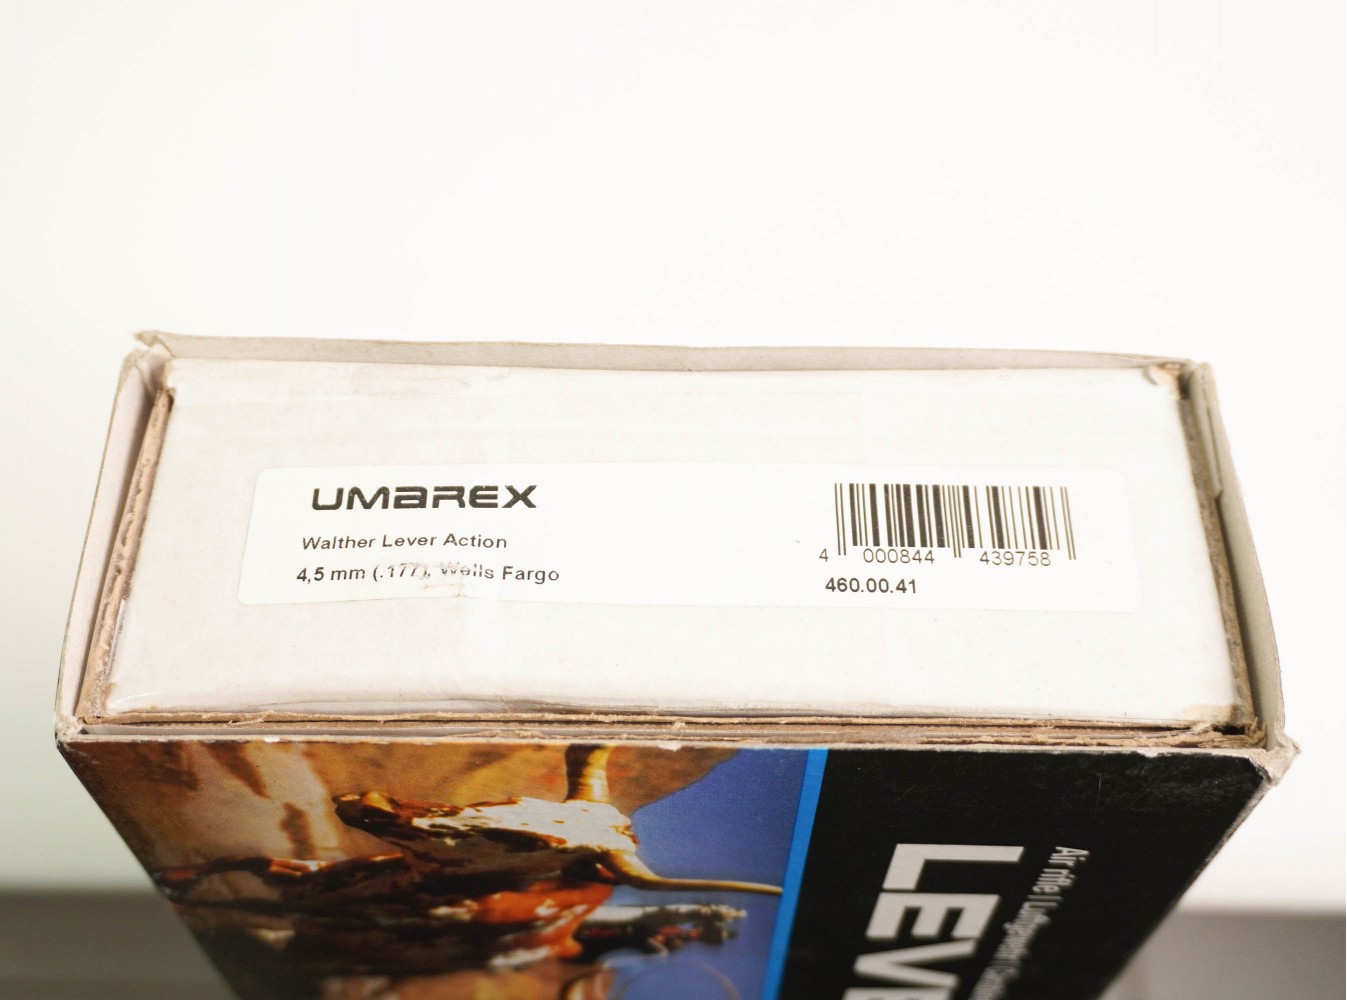 UMAREX
Walther Lever Action
4,5 mm (.177), Wells Fargo
4 000844 439758
460.00.41
Air rifle |
LEVE